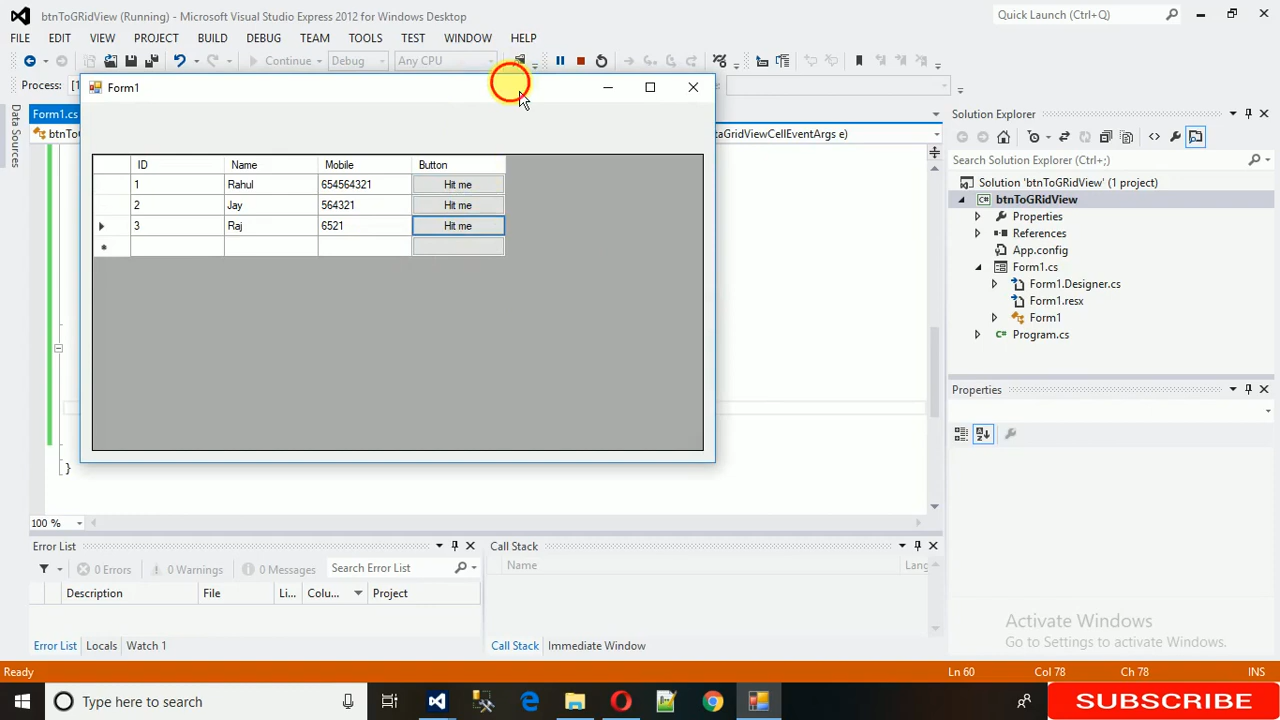 btnToGRidView (Running) - Microsoft Visual Studio Express 2012 for Windows Desktop
Quick Launch (Ctrl+Q)
FILE EDIT VIEW PROJECT BUILD DEBUG TEAM TOOLS TEST WINDOW HELP
Continue Debug Any CPU
Process: [1
Form1
Form1.cs
btnTo
taGridViewCellEventArgs e)
Data Sources
ID Name Mobile Button
1 Rahul 654564321 Hit me
2 Jay 564321 Hit me
3 Raj 6521 Hit me
}
100 %
Solution Explorer
Search Solution Explorer (Ctrl+;)
Solution 'btnToGRidView' (1 project)
btnToGRidView
Properties
References
App.config
Form1.cs
Form1.Designer.cs
Form1.resx
Form1
Program.cs
Properties
Error List
0 Errors 0 Warnings 0 Messages Search Error List
Description File Li... Colu... Project
Error List Locals Watch 1
Call Stack
Name Lang
Call Stack Immediate Window
Activate Windows
Go to Settings to activate Windows.
Ready Ln 60 Col 78 Ch 78 INS
Type here to search
SUBSCRIBE